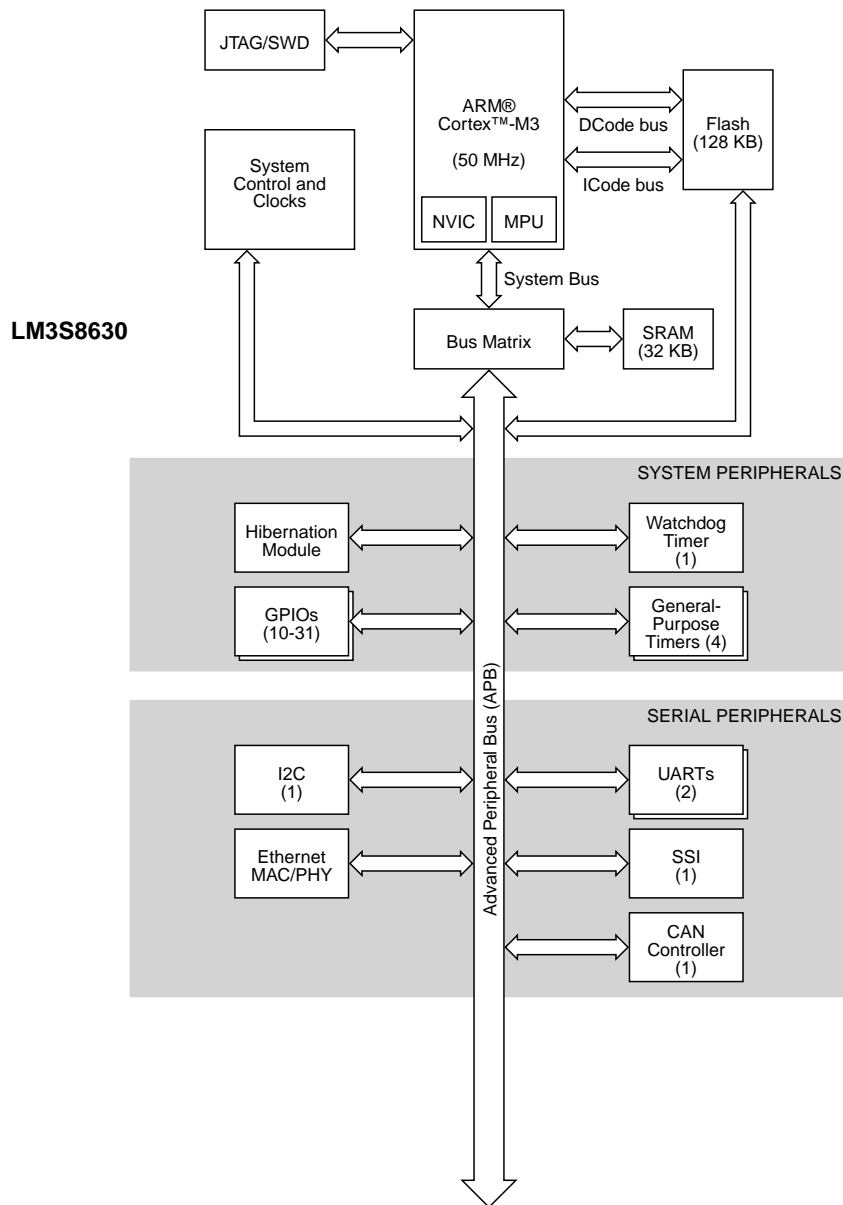 JTAG/SWD
ARM®
Cortex™-M3
(50 MHz)
NVIC
MPU
DCode bus
ICode bus
Flash
(128 KB)
System
Control and
Clocks
System Bus
LM3S8630
Bus Matrix
SRAM
(32 KB)
SYSTEM PERIPHERALS
Hibernation
Module
Watchdog
Timer
(1)
GPIOs
(10-31)
General-
Purpose
Timers (4)
Advanced Peripheral Bus (APB)
SERIAL PERIPHERALS
I2C
(1)
UARTs
(2)
Ethernet
MAC/PHY
SSI
(1)
CAN
Controller
(1)